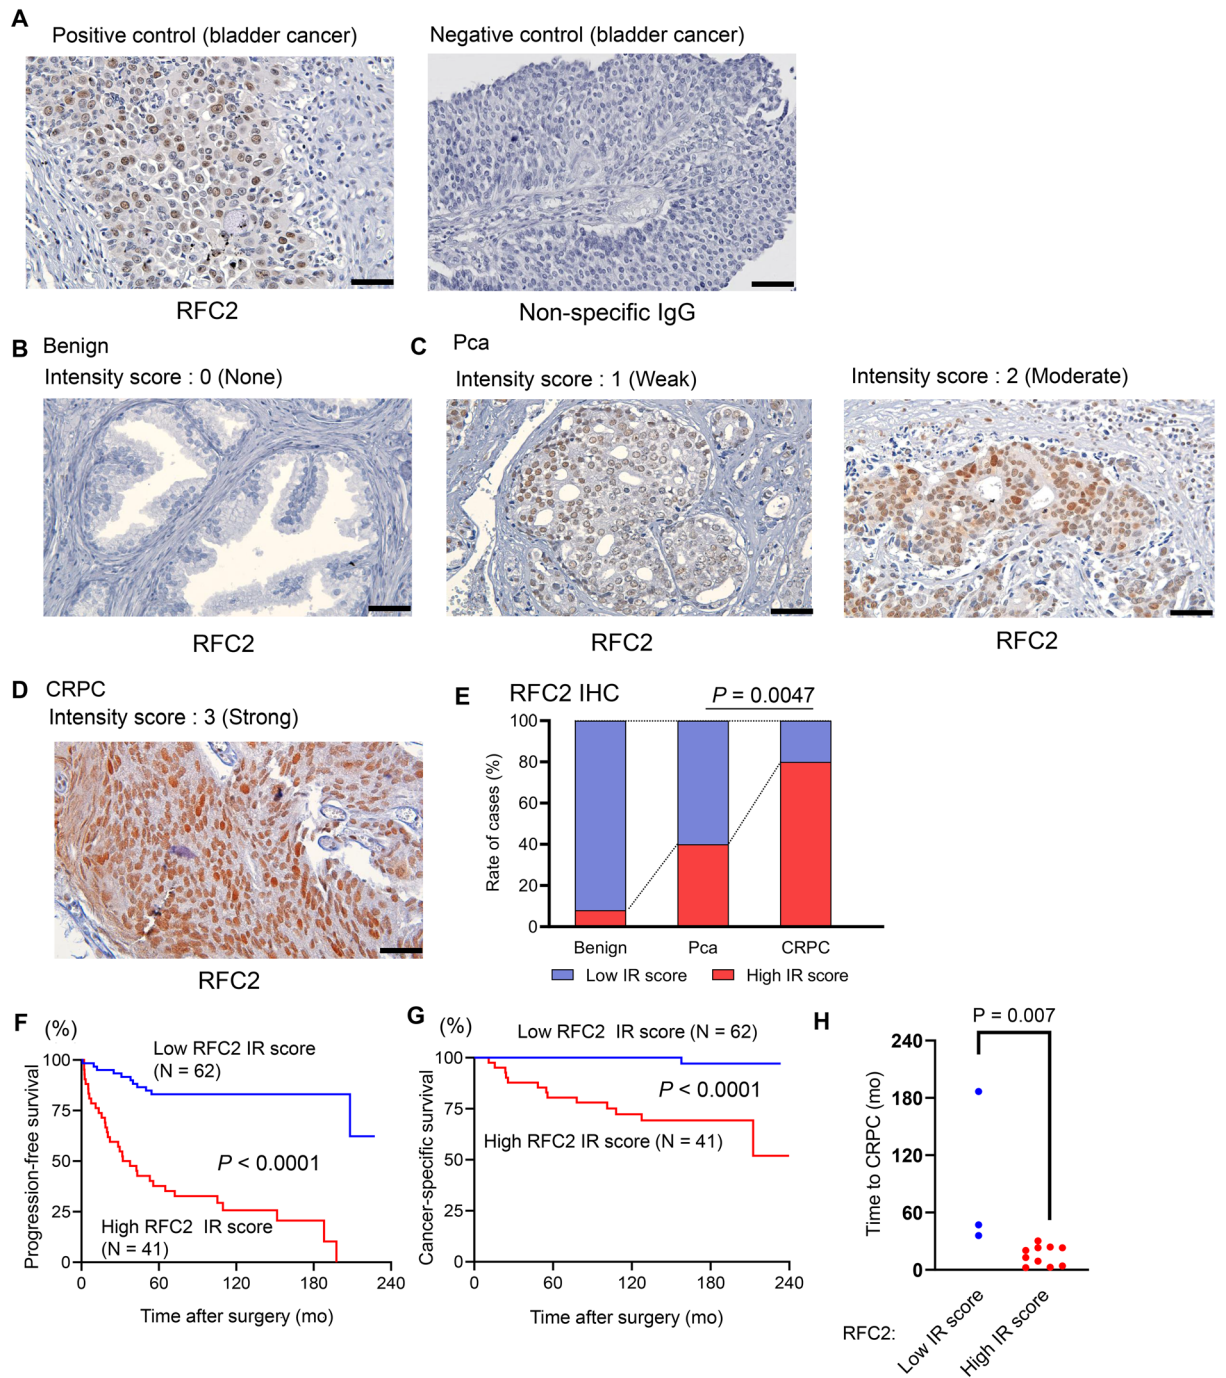 A
Positive control (bladder cancer)
Negative control (bladder cancer)
RFC2
Non-specific IgG
B
Benign
Intensity score : 0 (None)
RFC2
C
Pca
Intensity score : 1 (Weak)
Intensity score : 2 (Moderate)
RFC2
RFC2
D
CRPC
Intensity score : 3 (Strong)
RFC2
E
RFC2 IHC
P = 0.0047
Rate of cases (%)
100
80
60
40
20
0
Benign
Pca
CRPC
Low IR score
High IR score
F
(%)
Low RFC2 IR score
(N = 62)
P < 0.0001
High RFC2 IR score
(N = 41)
Progression-free survival
100
75
50
25
0
0
60
120
180
240
Time after surgery (mo)
G
(%)
Low RFC2 IR score (N = 62)
P < 0.0001
High RFC2 IR score (N = 41)
Cancer-specific survival
100
75
50
25
0
0
60
120
180
240
Time after surgery (mo)
H
P = 0.007
Time to CRPC (mo)
240
180
120
60
0
RFC2:
Low IR score
High IR score